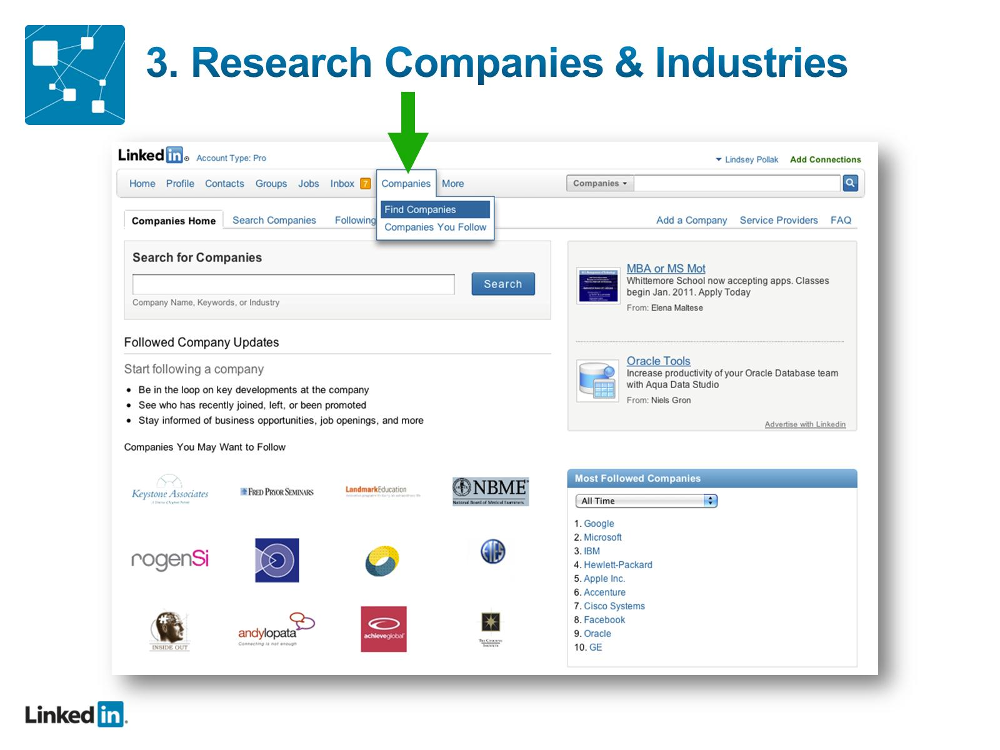 3. Research Companies & Industries
Linked in Account Type: Pro
Lindsey Pollak Add Connections
Home Profile Contacts Groups Jobs Inbox 7 Companies More
Companies
Find Companies
Companies You Follow
Companies Home Search Companies Following
Add a Company Service Providers FAQ
Search for Companies
Search
Company Name, Keywords, or Industry
Followed Company Updates
Start following a company
• Be in the loop on key developments at the company
• See who has recently joined, left, or been promoted
• Stay informed of business opportunities, job openings, and more
Companies You May Want to Follow
Keystone Associates
FRED PRYOR SEMINARS
LandmarkEducation
NBME
National Board of Medical Examiners
rogenSi
INSIDE OUT
andylopata
Connecting is not enough
achieveglobal
MBA or MS Mot
Whittemore School now accepting apps. Classes
begin Jan. 2011. Apply Today
From: Elena Maltese
Oracle Tools
Increase productivity of your Oracle Database team
with Aqua Data Studio
From: Niels Gron
Advertise with Linkedin
Most Followed Companies
All Time
1. Google
2. Microsoft
3. IBM
4. Hewlett-Packard
5. Apple Inc.
6. Accenture
7. Cisco Systems
8. Facebook
9. Oracle
10. GE
Linked in